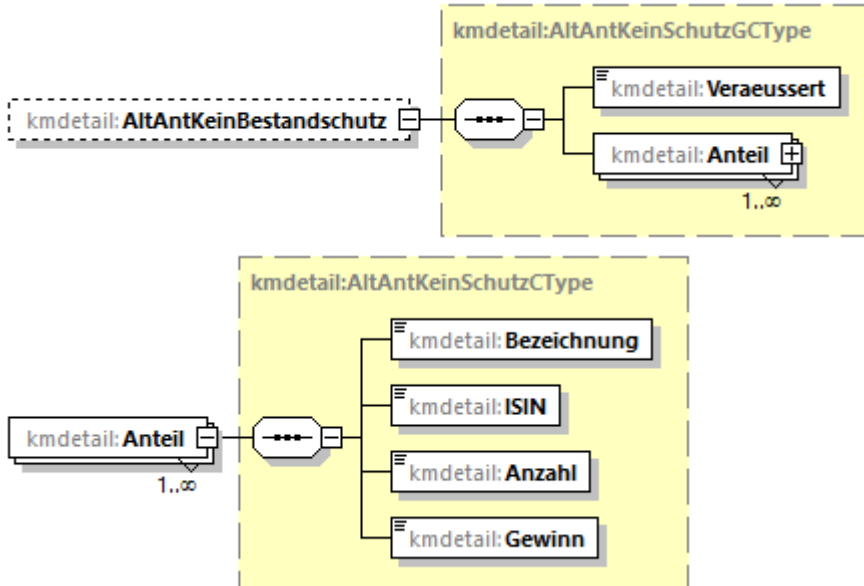 kmdetail:AltAntKeinSchutzGCType
kmdetail:Veraeussert
kmdetail:AltAntKeinBestandschutz
kmdetail:Anteil
1..∞
kmdetail:AltAntKeinSchutzCType
kmdetail:Bezeichnung
kmdetail:ISIN
kmdetail:Anteil
1..∞
kmdetail:Anzahl
kmdetail:Gewinn